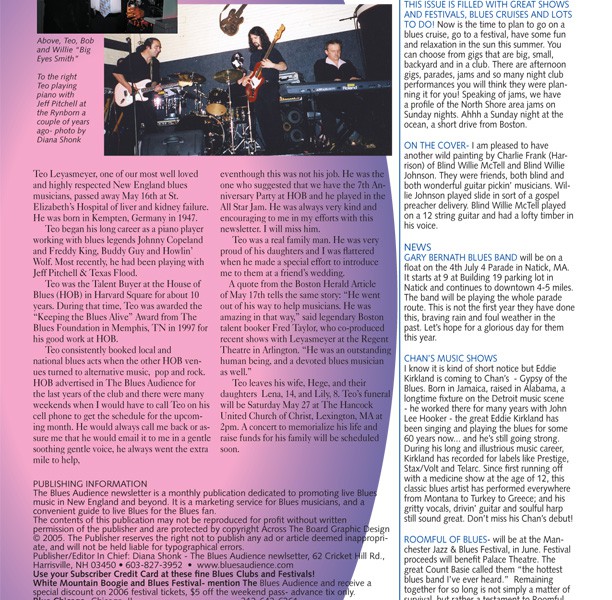 Above, Teo, Bob
and Willie "Big
Eyes Smith"
To the right
Teo playing
piano with
Jeff Pitchell at
the Rynborn a
couple of years
ago- photo by
Diana Shonk
Teo Leyasmeyer, one of our most well loved
and highly respected New England blues
musicians, passed away May 16th at St.
Elizabeth's Hospital of liver and kidney failure.
He was born in Kempten, Germany in 1947.
Teo began his long career as a piano player
working with blues legends Johnny Copeland
and Freddy King, Buddy Guy and Howlin'
Wolf. Most recently, he had been playing with
Jeff Pitchell & Texas Flood.
Teo was the Talent Buyer at the House of
Blues (HOB) in Harvard Square for about 10
years. During that time, Teo was awarded the
"Keeping the Blues Alive" Award from The
Blues Foundation in Memphis, TN in 1997 for
his good work at HOB.
Teo consistently booked local and
national blues acts when the other HOB ven-
ues turned to alternative music, pop and rock.
HOB advertised in The Blues Audience for
the last years of the club and there were many
weekends when I would have to call Teo on his
cell phone to get the schedule for the upcom-
ing month. He would always call me back or as-
sure me that he would email it to me in a gentle
soothing gentle voice, he always went the extra
mile to help,
eventhough this was not his job. He was the
one who suggested that we have the 7th An-
niversary Party at HOB and he played in the
All Star Jam. He was always very kind and
encouraging to me in my efforts with this
newsletter. I will miss him.
Teo was a real family man. He was very
proud of his daughters and I was flattered
when he made a special effort to introduce
me to them at a friend's wedding.
A quote from the Boston Herald Article
of May 17th tells the same story: "He went
out of his way to help musicians. He was
amazing in that way," said legendary Boston
talent booker Fred Taylor, who co-produced
recent shows with Leyasmeyer at the Regent
Theatre in Arlington. "He was an outstanding
human being, and a devoted blues musician
as well."
Teo leaves his wife, Hege, and their
daughters Lena, 14, and Lily, 8. Teo's funeral
will be Saturday May 27 at The Hancock
United Church of Christ, Lexington, MA at
2pm. A concert to memorialize his life and
raise funds for his family will be scheduled
soon.
PUBLISHING INFORMATION
The Blues Audience newsletter is a monthly publication dedicated to promoting live Blues
music in New England and beyond. It is a marketing service for Blues musicians, and a
convenient guide to live Blues for the Blues fan.
The contents of this publication may not be reproduced for profit without written
permission of the publisher and are protected by copyright Across The Board Graphic Design
© 2005. The Publisher reserves the right not to publish any ad or article deemed inappropri-
ate, and will not be held liable for typographical errors.
Publisher/Editor In Chief: Diana Shonk - The Blues Audience newlsetter, 62 Cricket Hill Rd.,
Harrisville, NH 03450 • 603-827-3952 • www.bluesaudience.com
Use your Subscriber Credit Card at these fine Blues Clubs and Festivals!
White Mountain Boogie and Blues Festival- mention The Blues Audience and receive a
special discount on 2006 festival tickets, $5 off the weekend pass- advance tix only.
THIS ISSUE IS FILLED WITH GREAT SHOWS
AND FESTIVALS, BLUES CRUISES AND LOTS
TO DO! Now is the time to plan to go on a
blues cruise, go to a festival, have some fun
and relaxation in the sun this summer. You
can choose from gigs that are big, small,
backyard and in a club. There are afternoon
gigs, parades, jams and so many night club
performances you will think they were plan-
ning it for you! Speaking of jams, we have
a profile of the North Shore area jams on
Sunday nights. Ahhh a Sunday night at the
ocean, a short drive from Boston.
ON THE COVER- I am pleased to have
another wild painting by Charlie Frank (Har-
rison) of Blind Willie McTell and Blind Willie
Johnson. They were friends, both blind and
both wonderful guitar pickin' musicians. Wil-
lie Johnson played slide in sort of a gospel
preacher delivery. Blind Willie McTell played
on a 12 string guitar and had a lofty timber in
his voice.
NEWS
GARY BERNATH BLUES BAND will be on a
float on the 4th July 4 Parade in Natick, MA.
It starts at 9 at Building 19 parking lot in
Natick and continues to downtown 4-5 miles.
The band will be playing the whole parade
route. This is not the first year they have done
this, braving rain and foul weather in the
past. Let's hope for a glorious day for them
this year.
CHAN'S MUSIC SHOWS
I know it is kind of short notice but Eddie
Kirkland is coming to Chan's - Gypsy of the
Blues. Born in Jamaica, raised in Alabama, a
longtime fixture on the Detroit music scene
- he worked there for many years with John
Lee Hooker - the great Eddie Kirkland has
been singing and playing the blues for some
60 years now... and he's still going strong.
During his long and illustrious music career,
Kirkland has recorded for labels like Prestige,
Stax/Volt and Telarc. Since first running off
with a medicine show at the age of 12, this
classic blues artist has performed everywhere
from Montana to Turkey to Greece; and his
gritty vocals, drivin' guitar and soulful harp
still sound great. Don't miss his Chan's debut!
ROOMFUL OF BLUES- will be at the Man-
chester Jazz & Blues Festival, in June. Festival
proceeds will benefit Palace Theatre. The
great Count Basie called them "the hottest
blues band I've ever heard." Remaining
together for so long is not simply a matter of
survival, but rather a testament to Roomful